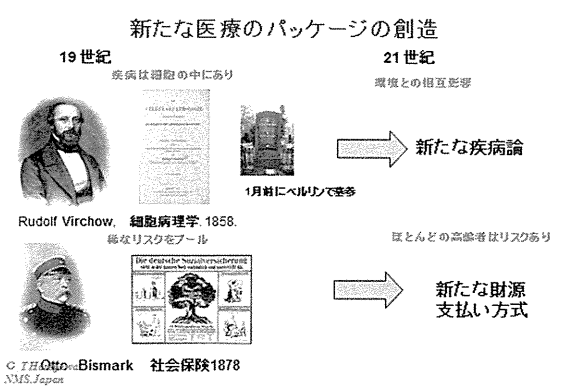 新たな医療のパッケージの創造
19世紀
21世紀
疾病は細胞の中にあり
環境との相互影響
新たな疾病論
1月前にベルリンで墓参
Rudolf Virchow, 細胞病理学. 1858.
稀なリスクをプール
ほとんどの高齢者はリスクあり
Die deutsche Sozialversicherung
新たな財源
支払い方式
Otto Bismark 社会保険1878
NMS,Japan